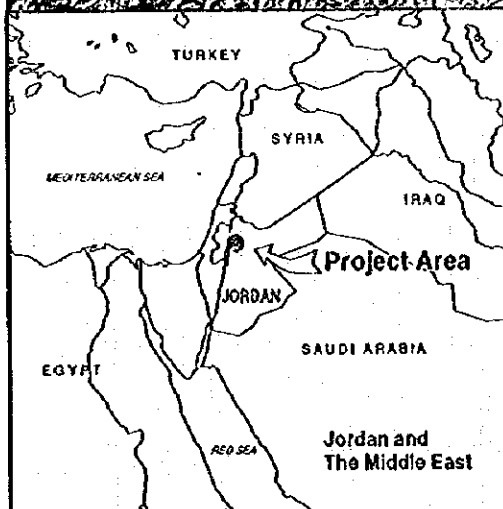 TURKEY
SYRIA
MEDITERRANEAN SEA
IRAQ
Project Area
JORDAN
SAUDI ARABIA
EGYPT
RED SEA
Jordan and
The Middle East